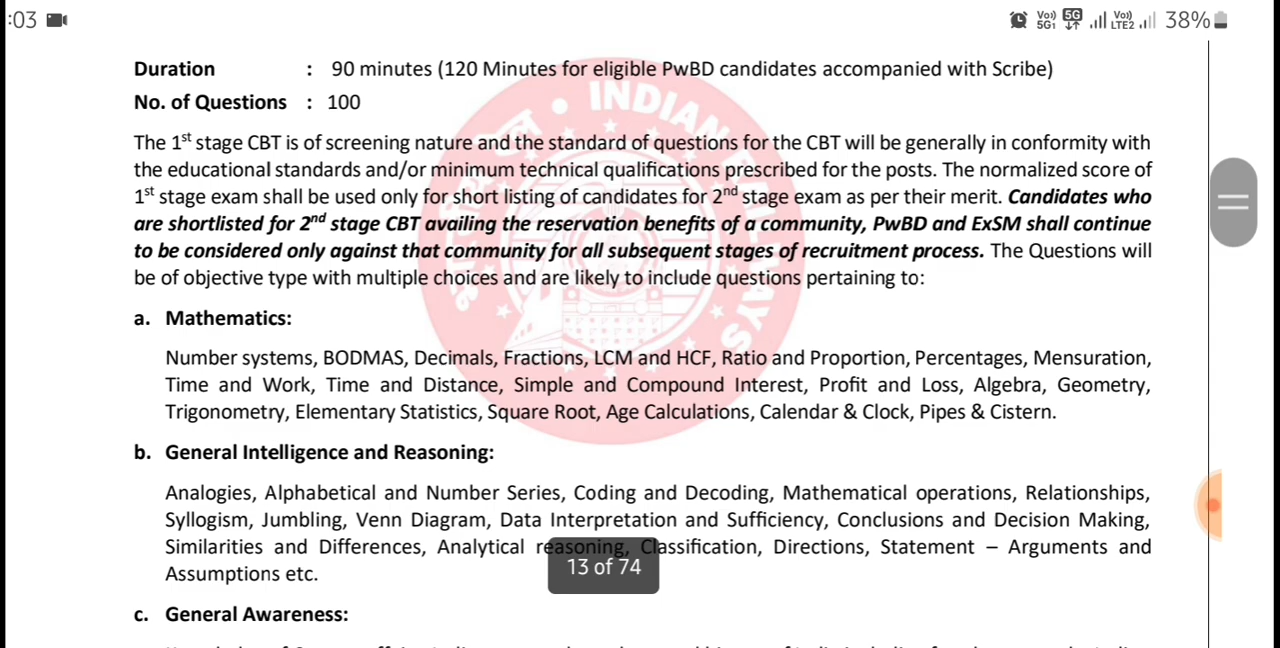 :03
Vo) 5G1 5G Vo) LTE2 38%
Duration : 90 minutes (120 Minutes for eligible PwBD candidates accompanied with Scribe)
No. of Questions : 100
The 1st stage CBT is of screening nature and the standard of questions for the CBT will be generally in conformity with
the educational standards and/or minimum technical qualifications prescribed for the posts. The normalized score of
1st stage exam shall be used only for short listing of candidates for 2nd stage exam as per their merit. Candidates who
are shortlisted for 2nd stage CBT availing the reservation benefits of a community, PwBD and ExSM shall continue
to be considered only against that community for all subsequent stages of recruitment process. The Questions will
be of objective type with multiple choices and are likely to include questions pertaining to:
a. Mathematics:
Number systems, BODMAS, Decimals, Fractions, LCM and HCF, Ratio and Proportion, Percentages, Mensuration,
Time and Work, Time and Distance, Simple and Compound Interest, Profit and Loss, Algebra, Geometry,
Trigonometry, Elementary Statistics, Square Root, Age Calculations, Calendar & Clock, Pipes & Cistern.
b. General Intelligence and Reasoning:
Analogies, Alphabetical and Number Series, Coding and Decoding, Mathematical operations, Relationships,
Syllogism, Jumbling, Venn Diagram, Data Interpretation and Sufficiency, Conclusions and Decision Making,
Similarities and Differences, Analytical reasoning, Classification, Directions, Statement – Arguments and
Assumptions etc.
13 of 74
c. General Awareness:
INDIAN RAILWAYS